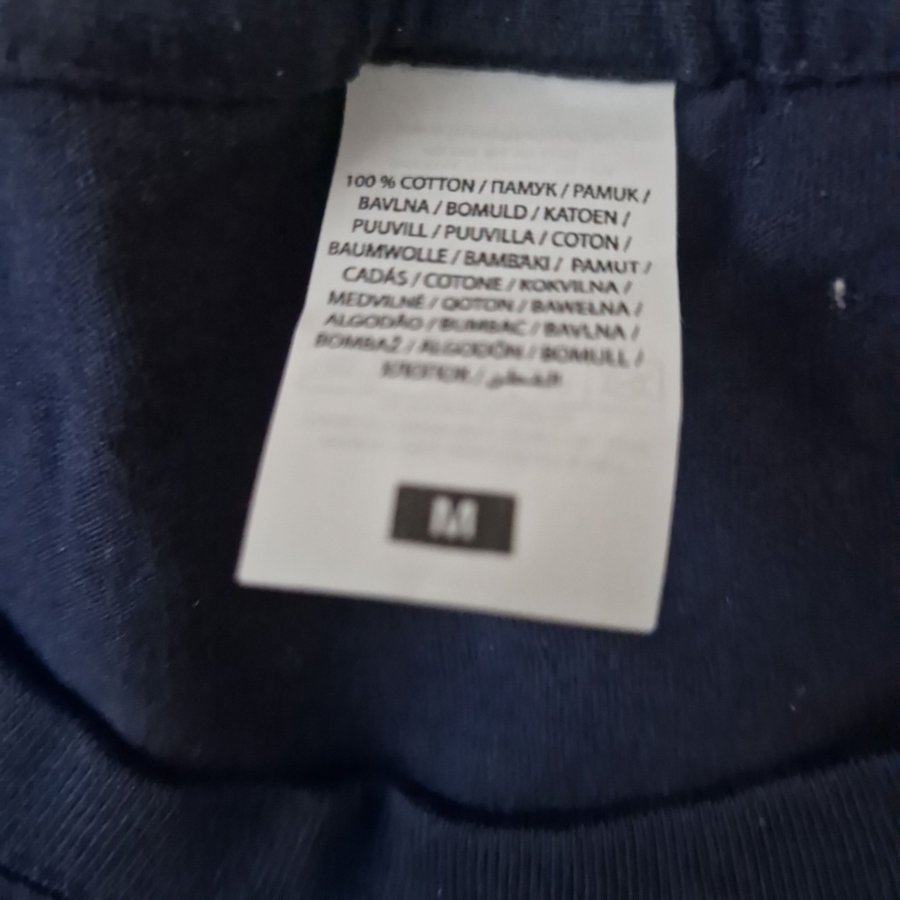 100 % COTTON / ПАМУК / PAMUK /
BAVLNA / BOMULD / KATOEN /
PUUVILL / PUUVILLA / COTON /
BAUMWOLLE / BAMBAKI / PAMUT /
CADÁS / COTONE / KOKVILNA /
MEDVILNĖ / QOTON / BAWEŁNA /
ALGODÃO / BUMBAC / BAVLNA /
BOMBAŽ / ALGODÓN / BOMULL /
القطن /
M